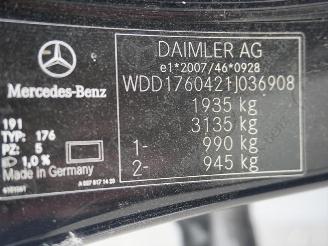 DAIMLER AG
e1*2007/46*0928
WDD1760421J036908
1935 kg
3135 kg
1- 990 kg
2- 945 kg
Mercedes-Benz
191
TYP: 176
PZ: 5
1,0 %
Made in Germany